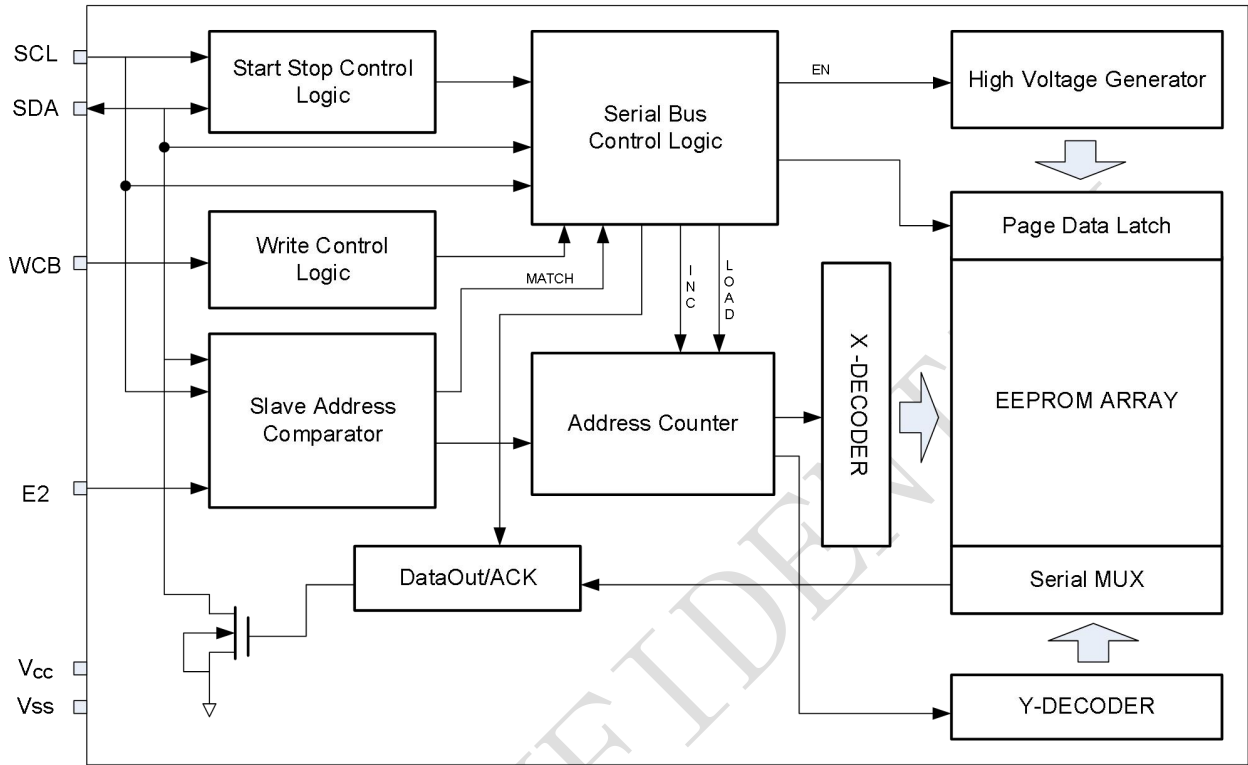 SCL
SDA
WCB
E2
Vcc
Vss
Start Stop Control
Logic
Serial Bus
Control Logic
EN
High Voltage Generator
Write Control
Logic
MATCH
INC
LOAD
Page Data Latch
Slave Address
Comparator
Address Counter
X -DECODER
EEPROM ARRAY
DataOut/ACK
Serial MUX
Y-DECODER